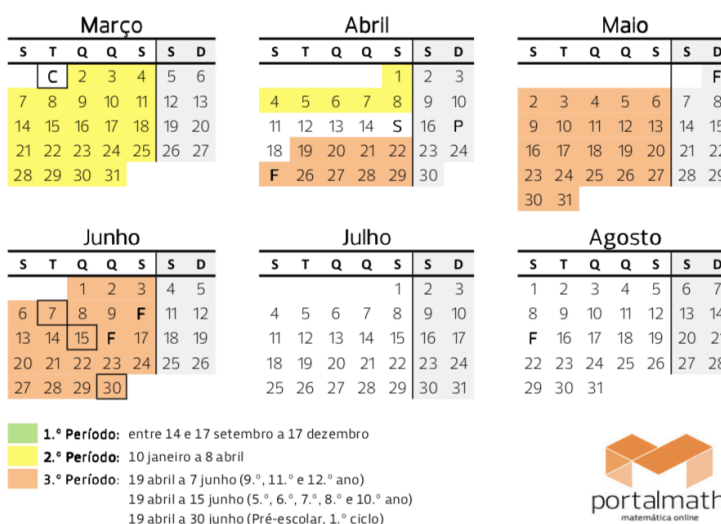 Março Abril Maio
S T Q Q S S D S T Q Q S S D S T Q Q S S D
C 2 3 4 5 6 1 2 3 F
7 8 9 10 11 12 13 4 5 6 7 8 9 10 2 3 4 5 6 7 8
14 15 16 17 18 19 20 11 12 13 14 S 16 P 9 10 11 12 13 14 15
21 22 23 24 25 26 27 18 19 20 21 22 23 24 16 17 18 19 20 21 22
28 29 30 31 F 26 27 28 29 30 23 24 25 26 27 28 29
30 31
Junho Julho Agosto
S T Q Q S S D S T Q Q S S D S T Q Q S S D
1 2 3 4 5 1 2 3 1 2 3 4 5 6 7
6 7 8 9 F 11 12 4 5 6 7 8 9 10 8 9 10 11 12 13 14
13 14 15 F 17 18 19 11 12 13 14 15 16 17 F 16 17 18 19 20 21
20 21 22 23 24 25 26 18 19 20 21 22 23 24 22 23 24 25 26 27 28
27 28 29 30 25 26 27 28 29 30 31 29 30 31
1.º Período: entre 14 e 17 setembro a 17 dezembro
2.º Período: 10 janeiro a 8 abril
3.º Período: 19 abril a 7 junho (9.º, 11.º e 12.º ano)
19 abril a 15 junho (5.º, 6.º, 7.º, 8.º e 10.º ano)
19 abril a 30 junho (Pré-escolar, 1.º ciclo)
portalmath
matemática online